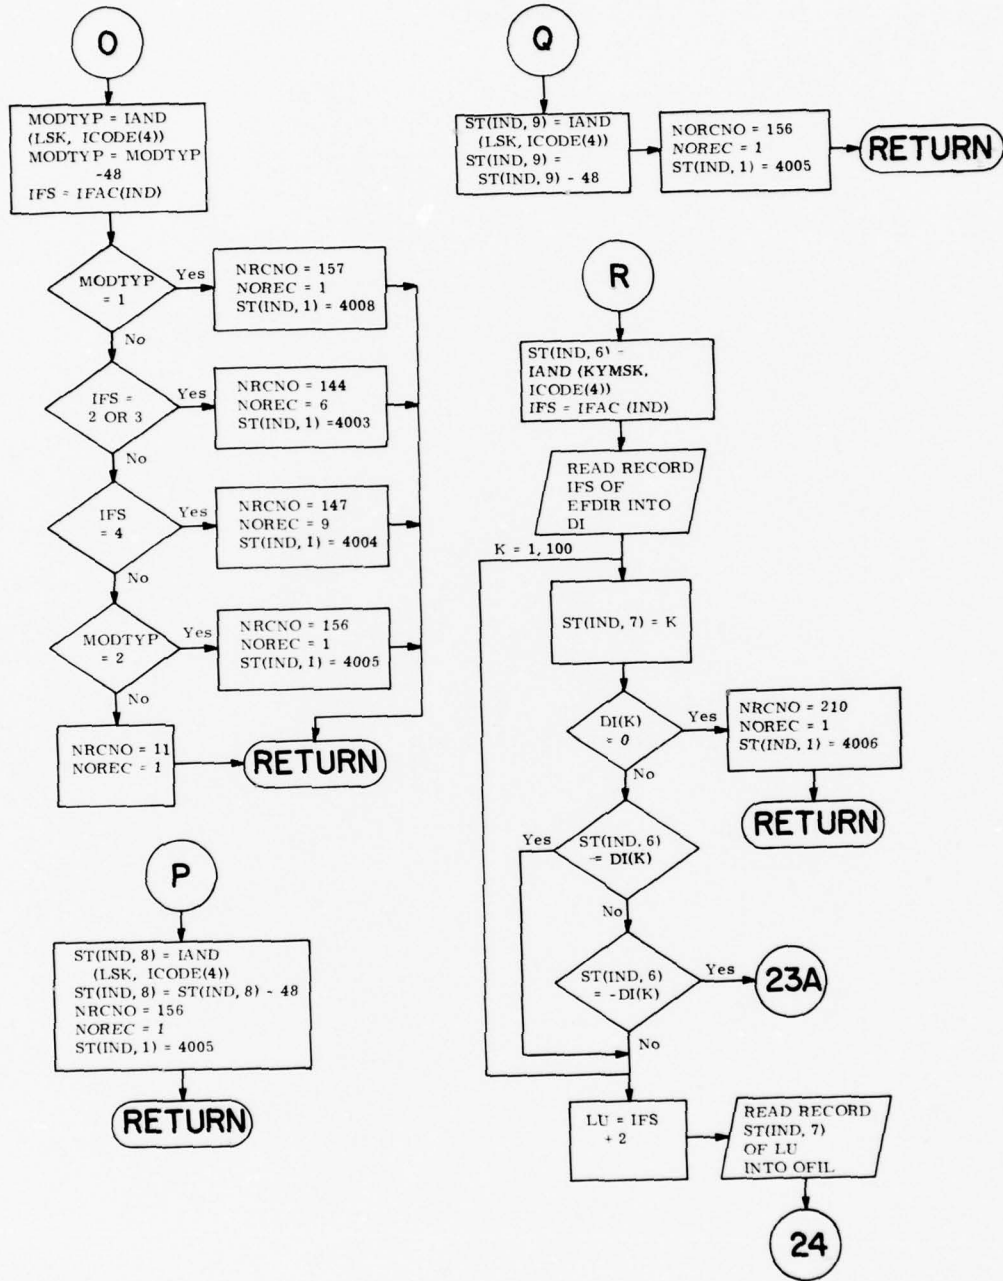 O
MODTYP = IAND
(LSK, ICODE(4))
MODTYP = MODTYP
-48
IFS = IFAC(IND)
MODTYP
= 1
Yes
NRCNO = 157
NOREC = 1
ST(IND, 1) = 4008
No
IFS =
2 OR 3
Yes
NRCNO = 144
NOREC = 6
ST(IND, 1) =4003
No
IFS
= 4
Yes
NRCNO = 147
NOREC = 9
ST(IND, 1) = 4004
No
MODTYP
= 2
Yes
NRCNO = 156
NOREC = 1
ST(IND, 1) = 4005
No
NRCNO = 11
NOREC = 1
RETURN
P
ST(IND, 8) = IAND
(LSK, ICODE(4))
ST(IND, 8) = ST(IND, 8) - 48
NRCNO = 156
NOREC = 1
ST(IND, 1) = 4005
RETURN
Q
ST(IND, 9) = IAND
(LSK, ICODE(4))
ST(IND, 9) =
ST(IND, 9) - 48
NORCNO = 156
NOREC = 1
ST(IND, 1) = 4005
RETURN
R
ST(IND, 6) -
IAND (KYMSK,
ICODE(4))
IFS = IFAC (IND)
READ RECORD
IFS OF
EFDIR INTO
DI
K = 1, 100
ST(IND, 7) = K
DI(K)
= 0
Yes
NRCNO = 210
NOREC = 1
ST(IND, 1) = 4006
RETURN
No
ST(IND, 6)
= DI(K)
Yes
No
ST(IND, 6)
= -DI(K)
Yes
23A
No
LU = IFS
+ 2
READ RECORD
ST(IND, 7)
OF LU
INTO OFIL
24